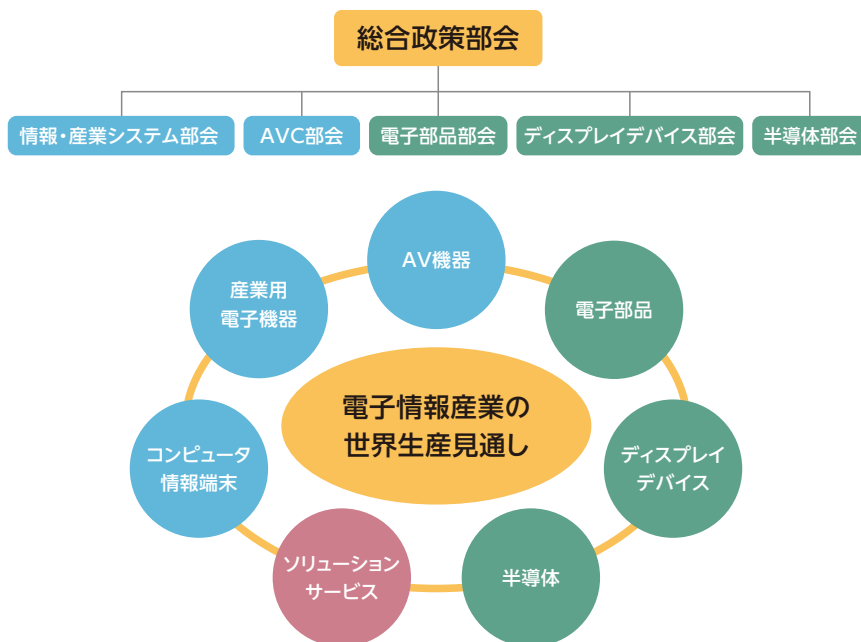 総合政策部会
情報・産業システム部会
AVC部会
電子部品部会
ディスプレイデバイス部会
半導体部会
AV機器
産業用
電子機器
電子部品
電子情報産業の
世界生産見通し
コンピュータ
情報端末
ディスプレイ
デバイス
ソリューション
サービス
半導体